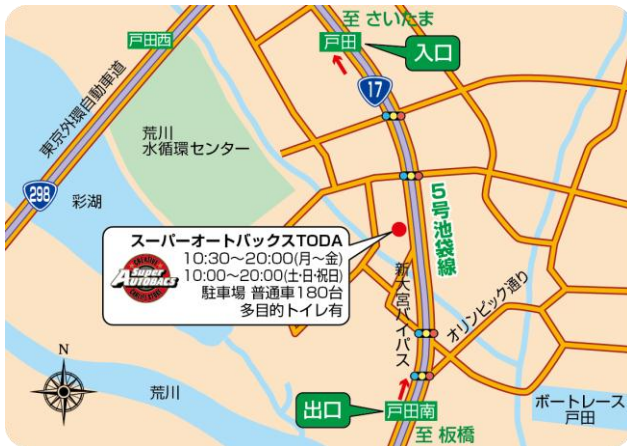 至 さいたま
戸田西
戸田
入口
17
東京外環自動車道
荒川
水循環センター
298
彩湖
5号池袋線
スーパーオートバックスTODA
10:30～20:00(月～金)
10:00～20:00(土・日・祝日)
駐車場 普通車180台
多目的トイレ有
CREATIVE
Super
AUTOBACS
新大宮バイパス
オリンピック通り
N
荒川
出口
戸田南
至 板橋
ボートレース
戸田